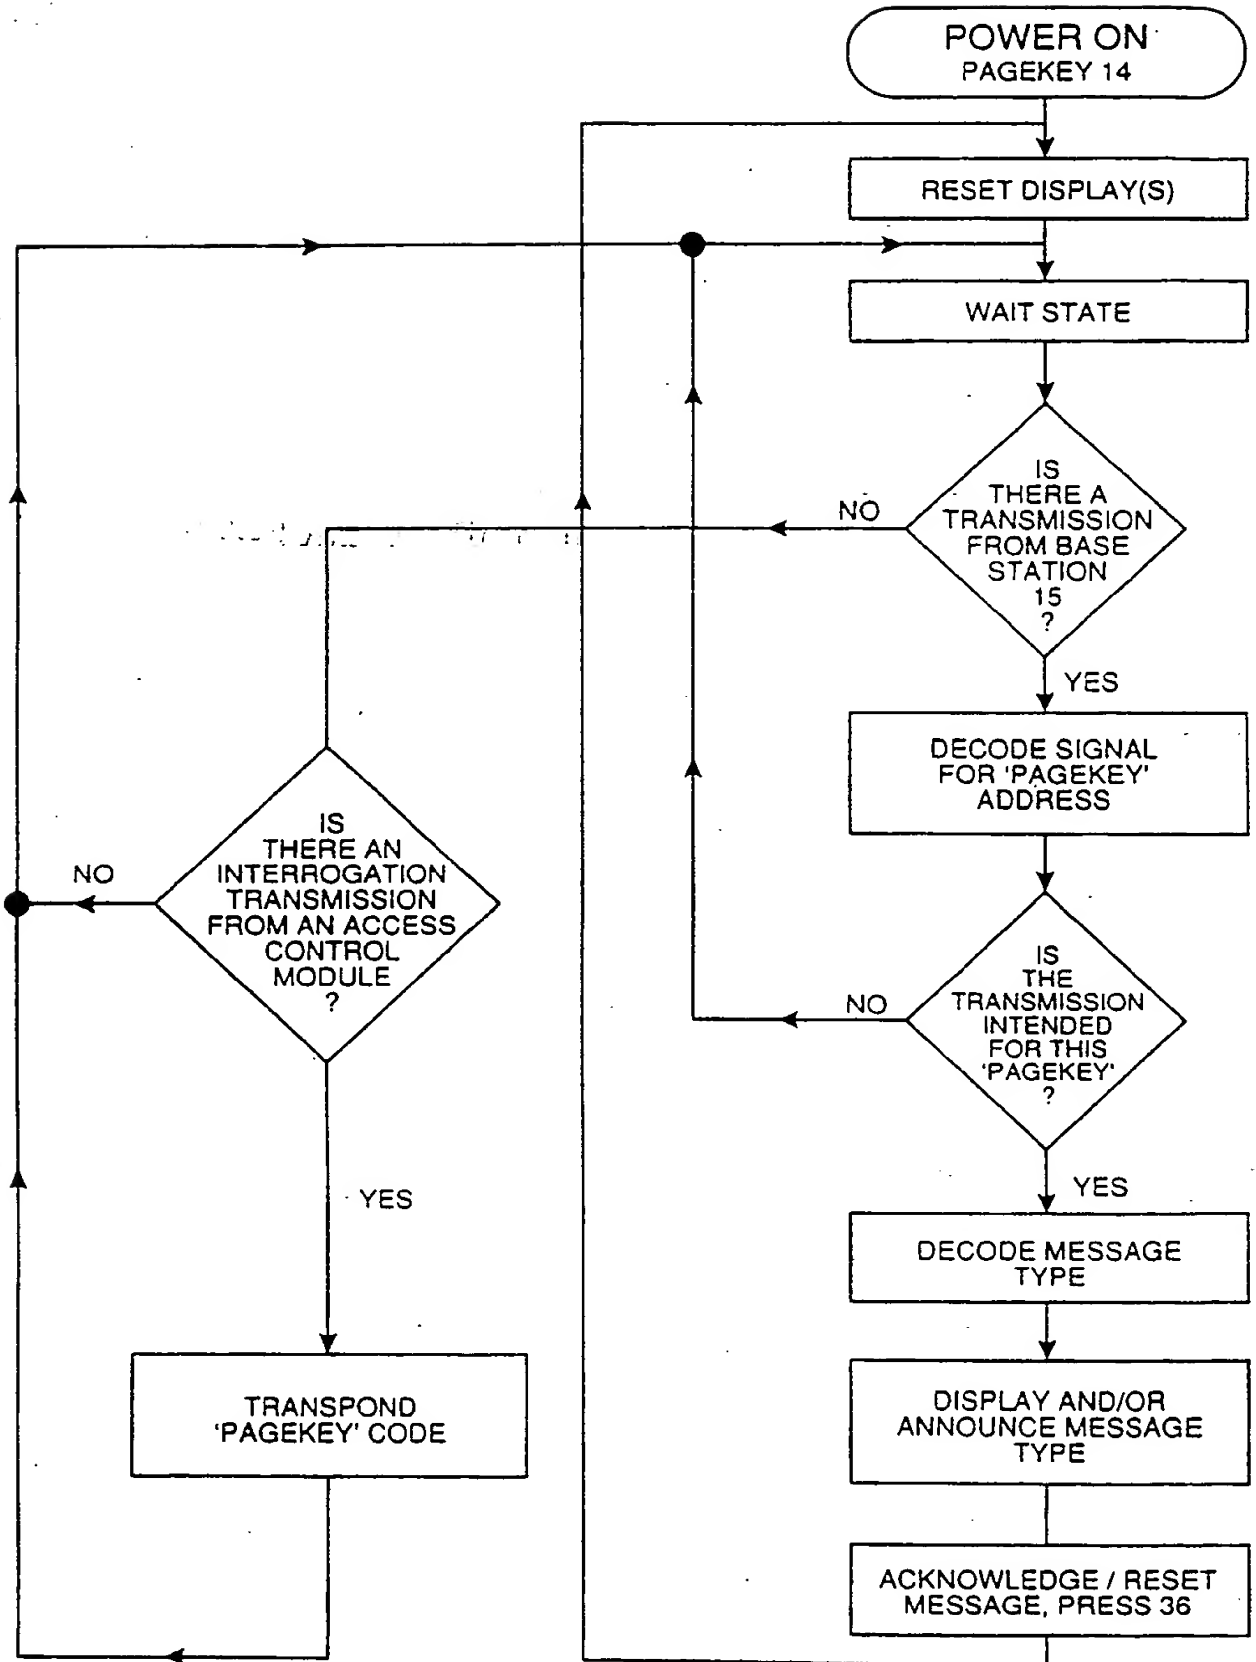 POWER ON
PAGEKEY 14
RESET DISPLAY(S)
WAIT STATE
IS
THERE A
TRANSMISSION
FROM BASE
STATION
15
?
NO
YES
DECODE SIGNAL
FOR 'PAGEKEY'
ADDRESS
IS
THERE AN
INTERROGATION
TRANSMISSION
FROM AN ACCESS
CONTROL
MODULE
?
NO
YES
IS
THE
TRANSMISSION
INTENDED
FOR THIS
'PAGEKEY'
?
NO
YES
DECODE MESSAGE
TYPE
TRANSPOND
'PAGEKEY' CODE
DISPLAY AND/OR
ANNOUNCE MESSAGE
TYPE
ACKNOWLEDGE / RESET
MESSAGE, PRESS 36